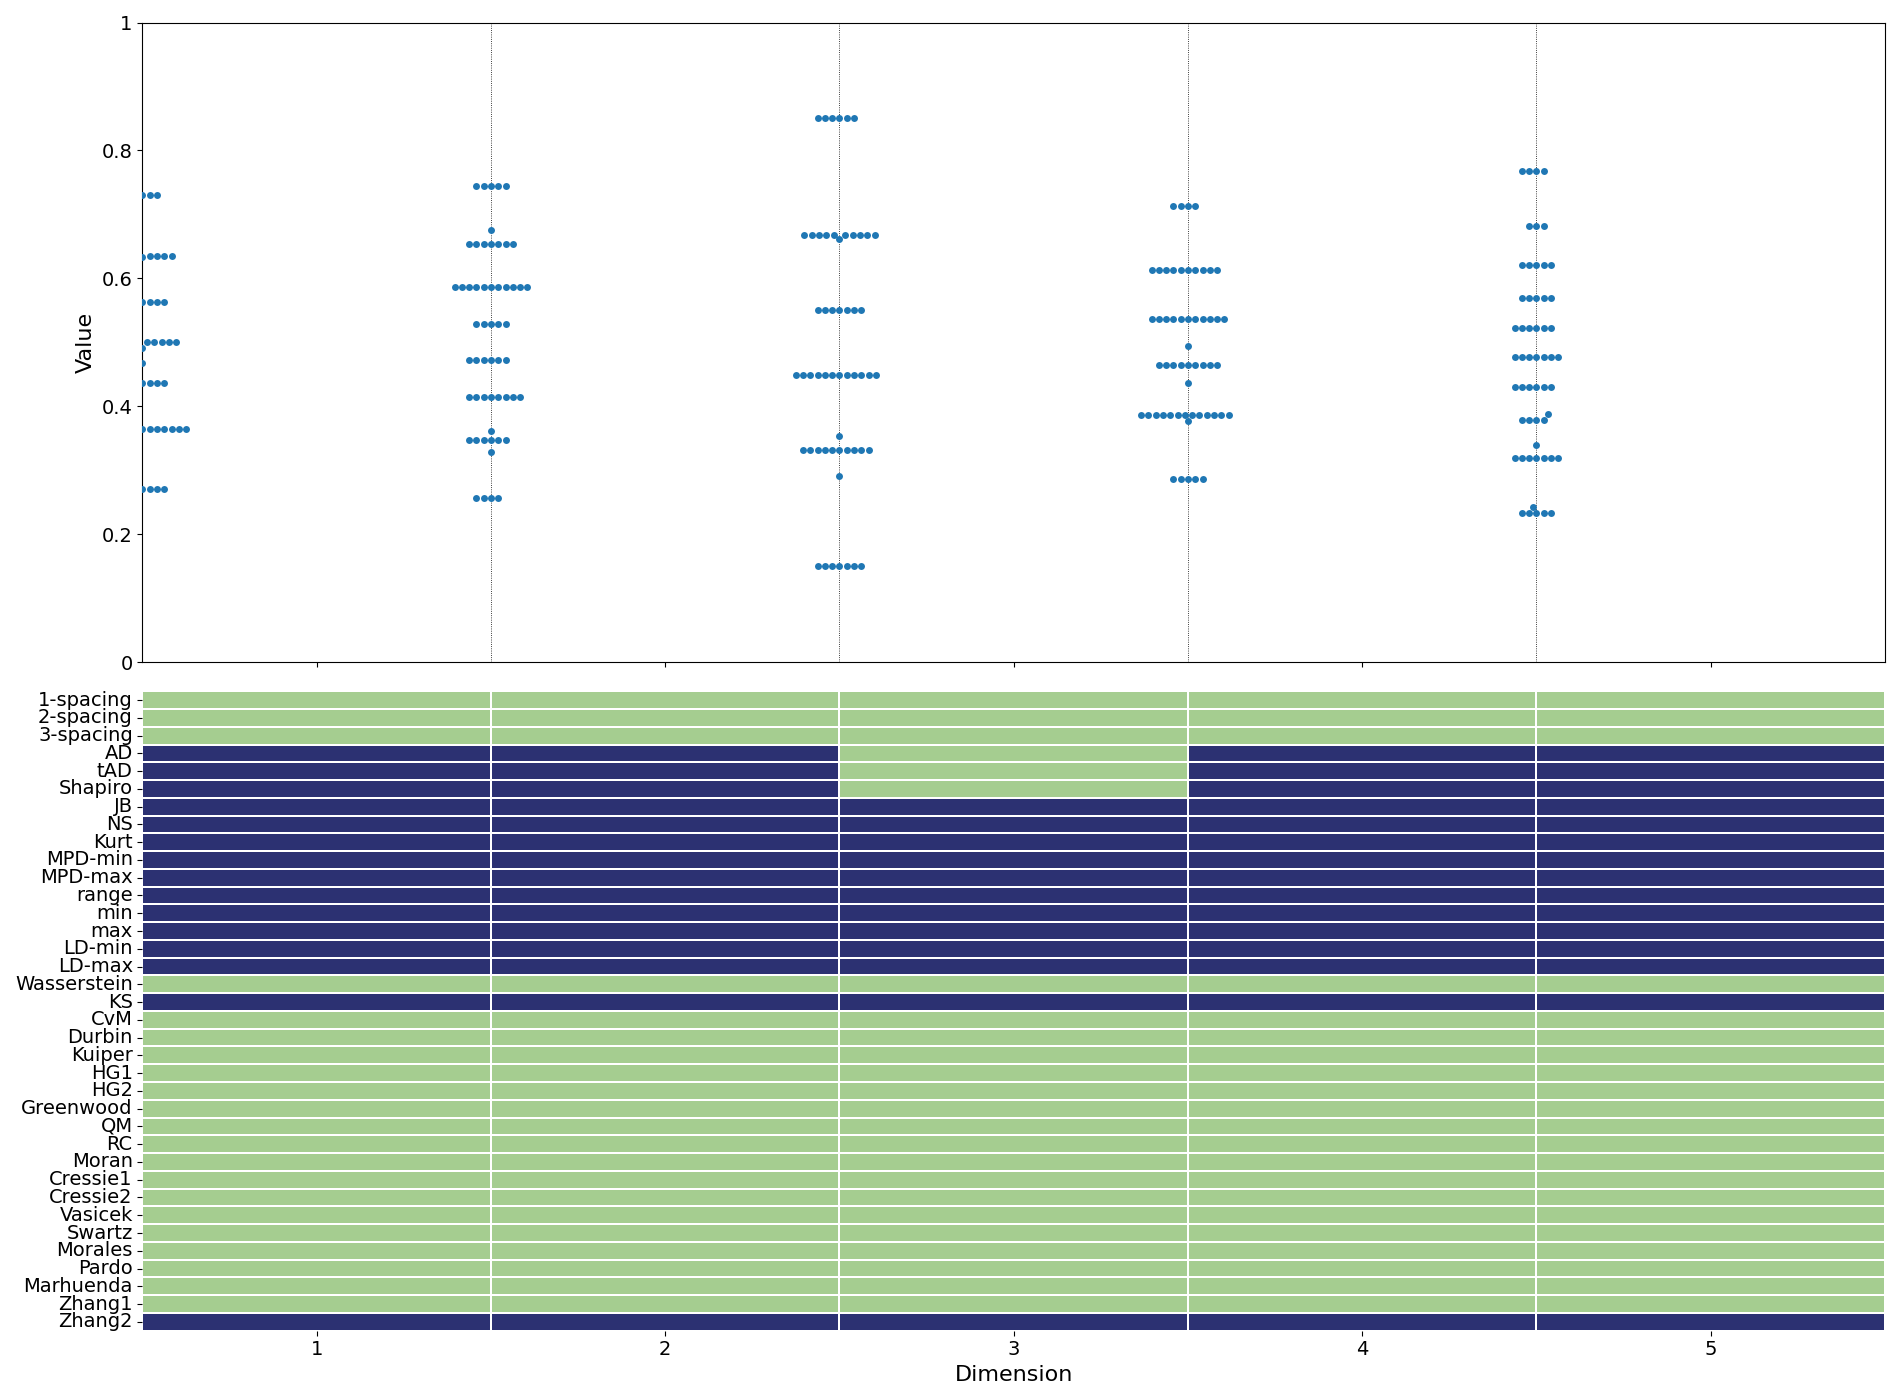 1
0.8
0.6
0.4
0.2
0
Value
1-spacing
2-spacing
3-spacing
AD
tAD
Shapiro
JB
NS
Kurt
MPD-min
MPD-max
range
min
max
LD-min
LD-max
Wasserstein
KS
CvM
Durbin
Kuiper
HG1
HG2
Greenwood
QM
RC
Moran
Cressie1
Cressie2
Vasicek
Swartz
Morales
Pardo
Marhuenda
Zhang1
Zhang2
1 2 3 4 5
Dimension